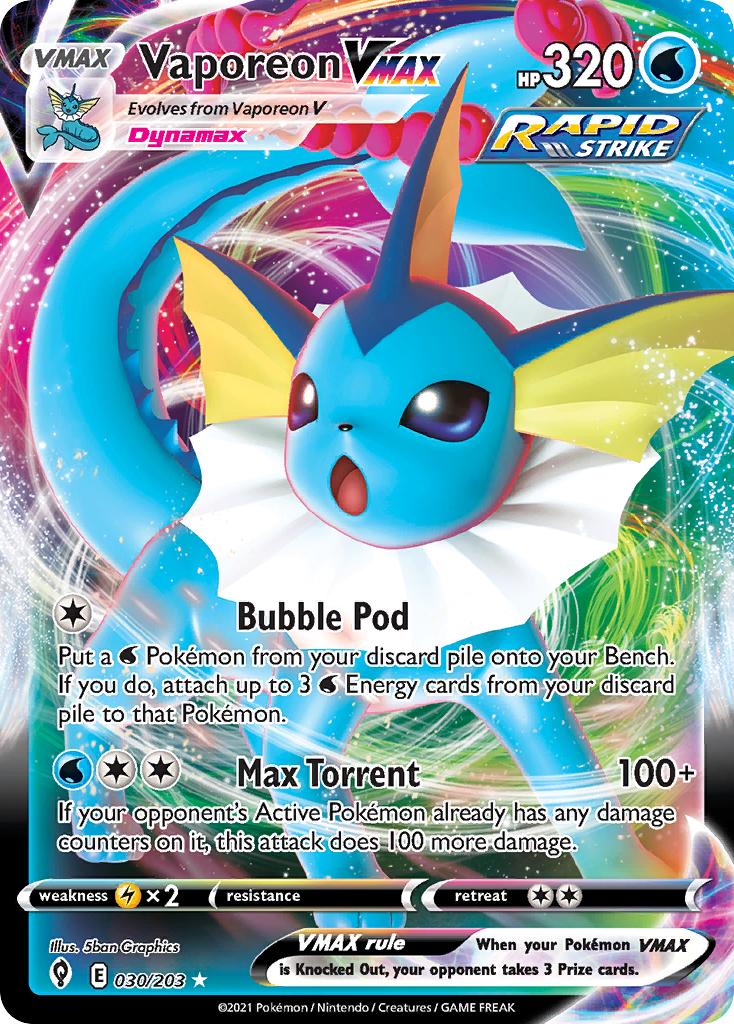 VMAX
Vaporeon VMAX
HP 320
Evolves from Vaporeon V
Dynamax
RAPID
STRIKE
Bubble Pod
Put a Pokémon from your discard pile onto your Bench.
If you do, attach up to 3 Energy cards from your discard
pile to that Pokémon.
Max Torrent 100+
If your opponent's Active Pokémon already has any damage
counters on it, this attack does 100 more damage.
weakness ×2 resistance retreat
Illus. 5ban Graphics
VMAX rule When your Pokémon VMAX
is Knocked Out, your opponent takes 3 Prize cards.
E 030/203 ★
©2021 Pokémon / Nintendo / Creatures / GAME FREAK